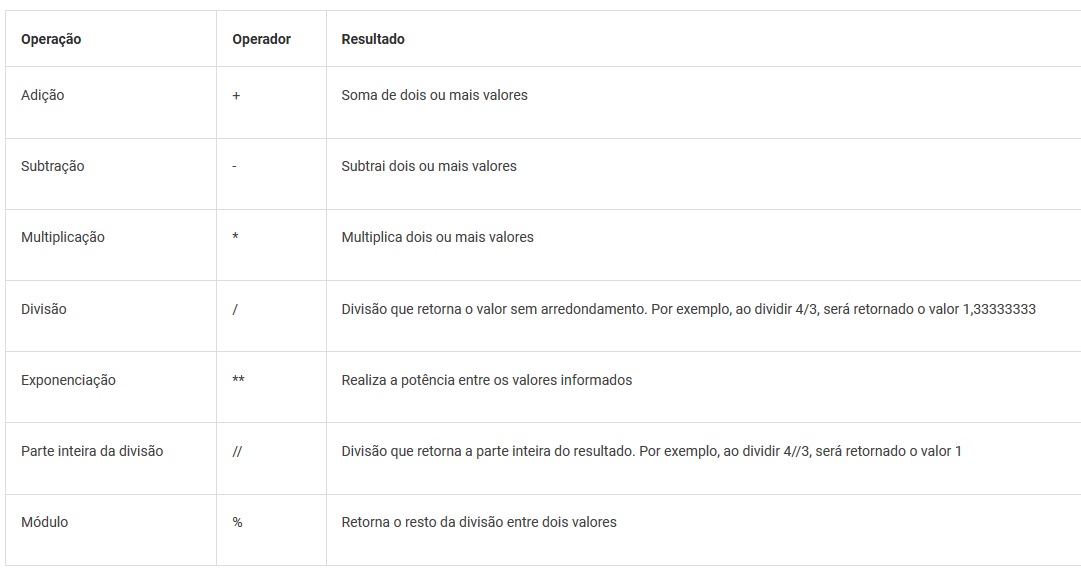 Operação Operador Resultado
Adição + Soma de dois ou mais valores
Subtração - Subtrai dois ou mais valores
Multiplicação * Multiplica dois ou mais valores
Divisão / Divisão que retorna o valor sem arredondamento. Por exemplo, ao dividir 4/3, será retornado o valor 1,33333333
Exponenciação ** Realiza a potência entre os valores informados
Parte inteira da divisão // Divisão que retorna a parte inteira do resultado. Por exemplo, ao dividir 4//3, será retornado o valor 1
Módulo % Retorna o resto da divisão entre dois valores